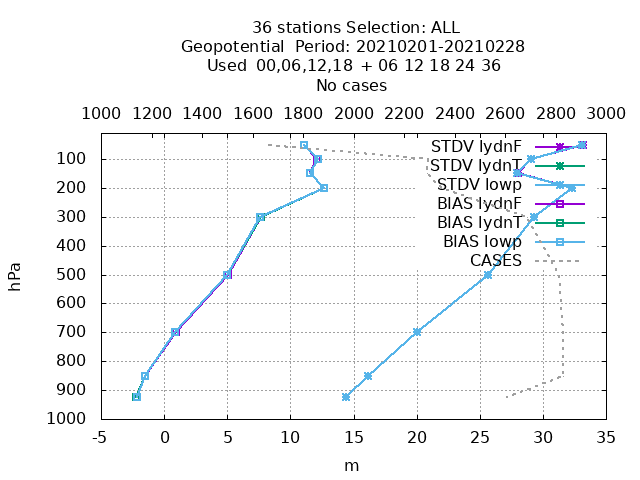 36 stations Selection: ALL
Geopotential  Period: 20210201-20210228
Used  00,06,12,18  + 06 12 18 24 36
No cases
1000 1200 1400 1600 1800 2000 2200 2400 2600 2800 3000
STDV lydnF
STDV lydnT
STDV lowp
BIAS lydnF
BIAS lydnT
BIAS lowp
CASES
100
200
300
400
500
600
700
800
900
1000
hPa
-5 0 5 10 15 20 25 30 35
m